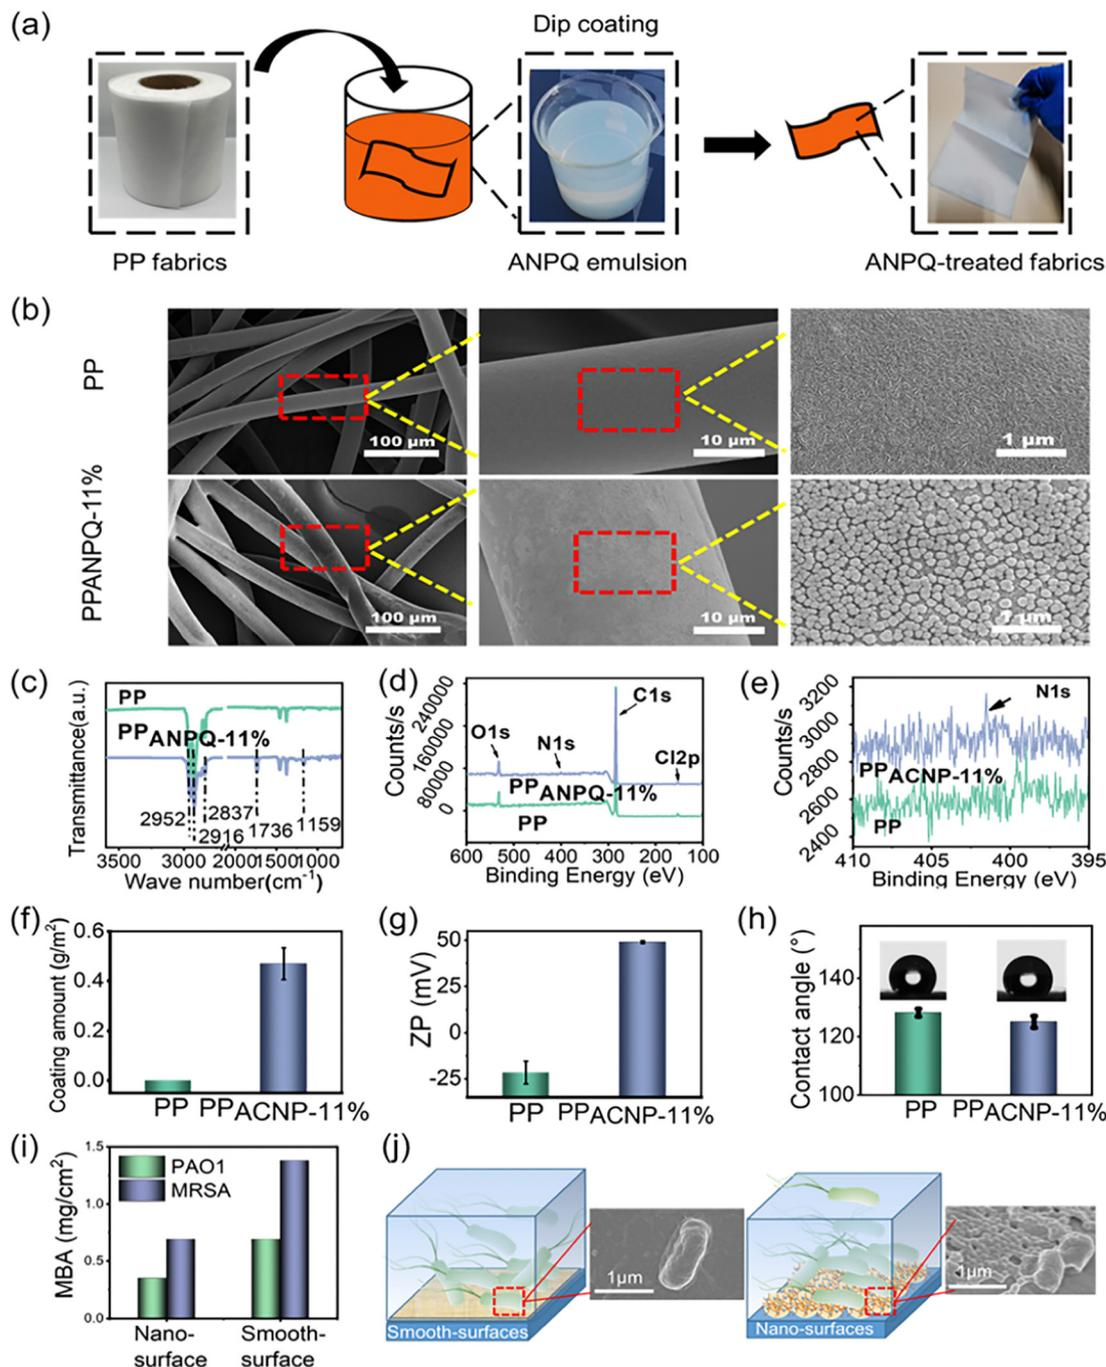 (a)
Dip coating
PP fabrics
ANPQ emulsion
ANPQ-treated fabrics
(b)
PP
100 µm
10 µm
1 µm
PPANPQ-11%
100 µm
10 µm
1 µm
(c)
Transmittance(a.u.)
PP
PPANPQ-11%
2952
2837
2916
1736
1159
3500 3000 2000 1500 1000
Wave number(cm-1)
(d)
Counts/s
240000
160000
80000
0
C1s
O1s
N1s
Cl2p
PPANPQ-11%
PP
600 500 400 300 200 100
Binding Energy (eV)
(e)
Counts/s
3200
3000
2800
2600
2400
N1s
PPACNP-11%
PP
410 405 400 395
Binding Energy (eV)
(f)
Coating amount (g/m2)
0.6
0.4
0.2
0.0
PP PPACNP-11%
(g)
ZP (mV)
50
25
0
-25
PP PPACNP-11%
(h)
Contact angle (°)
140
120
100
PP PPACNP-11%
(i)
MBA (mg/cm2)
1.5
1.0
0.5
0.0
PAO1
MRSA
Nano-
surface
Smooth-
surface
(j)
1µm
Smooth-surfaces
1µm
Nano-surfaces